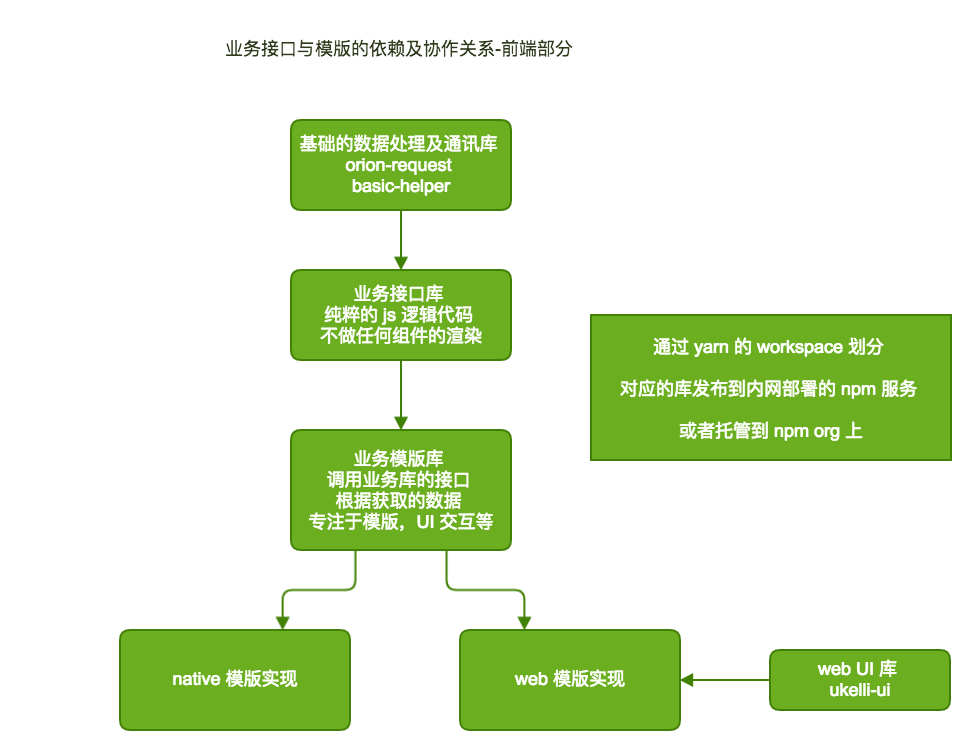 业务接口与模版的依赖及协作关系-前端部分
基础的数据处理及通讯库
orion-request
basic-helper
业务接口库
纯粹的 js 逻辑代码
不做任何组件的渲染
通过 yarn 的 workspace 划分
对应的库发布到内网部署的 npm 服务
或者托管到 npm org 上
业务模版库
调用业务库的接口
根据获取的数据
专注于模版，UI 交互等
native 模版实现
web 模版实现
web UI 库
ukelli-ui